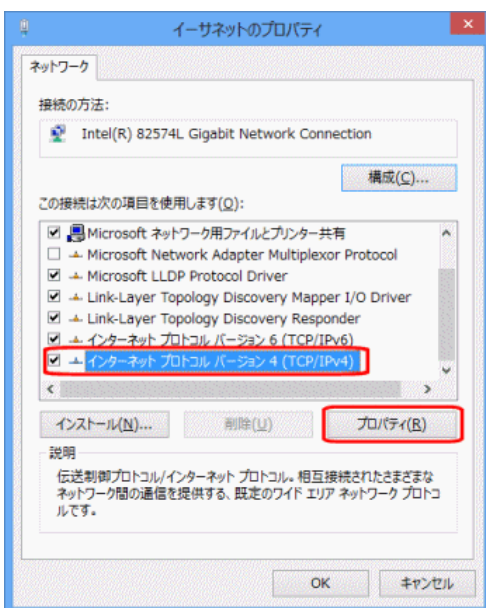 イーサネットのプロパティ
ネットワーク
接続の方法:
Intel(R) 82574L Gigabit Network Connection
構成(C)...
この接続は次の項目を使用します(O):
Microsoft ネットワーク用ファイルとプリンター共有
Microsoft Network Adapter Multiplexor Protocol
Microsoft LLDP Protocol Driver
Link-Layer Topology Discovery Mapper I/O Driver
Link-Layer Topology Discovery Responder
インターネット プロトコル バージョン 6 (TCP/IPv6)
インターネット プロトコル バージョン 4 (TCP/IPv4)
インストール(N)...
削除(U)
プロパティ(R)
説明
伝送制御プロトコル/インターネット プロトコル。相互接続されたさまざまな
ネットワーク間の通信を提供する、既定のワイド エリア ネットワーク プロトコ
ルです。
OK
キャンセル